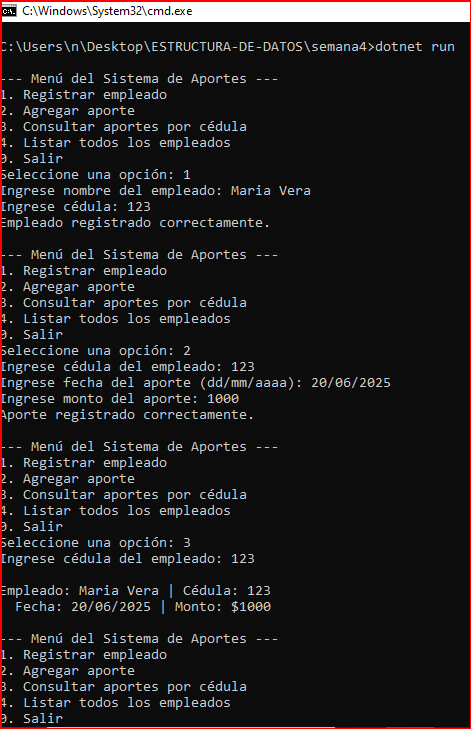 C:\Windows\System32\cmd.exe
C:\Users\n\Desktop\ESTRUCTURA-DE-DATOS\semana4>dotnet run
--- Menú del Sistema de Aportes ---
1. Registrar empleado
2. Agregar aporte
3. Consultar aportes por cédula
4. Listar todos los empleados
0. Salir
Seleccione una opción: 1
Ingrese nombre del empleado: Maria Vera
Ingrese cédula: 123
Empleado registrado correctamente.
--- Menú del Sistema de Aportes ---
1. Registrar empleado
2. Agregar aporte
3. Consultar aportes por cédula
4. Listar todos los empleados
0. Salir
Seleccione una opción: 2
Ingrese cédula del empleado: 123
Ingrese fecha del aporte (dd/mm/aaaa): 20/06/2025
Ingrese monto del aporte: 1000
Aporte registrado correctamente.
--- Menú del Sistema de Aportes ---
1. Registrar empleado
2. Agregar aporte
3. Consultar aportes por cédula
4. Listar todos los empleados
0. Salir
Seleccione una opción: 3
Ingrese cédula del empleado: 123
Empleado: Maria Vera | Cédula: 123
Fecha: 20/06/2025 | Monto: $1000
--- Menú del Sistema de Aportes ---
1. Registrar empleado
2. Agregar aporte
3. Consultar aportes por cédula
4. Listar todos los empleados
0. Salir